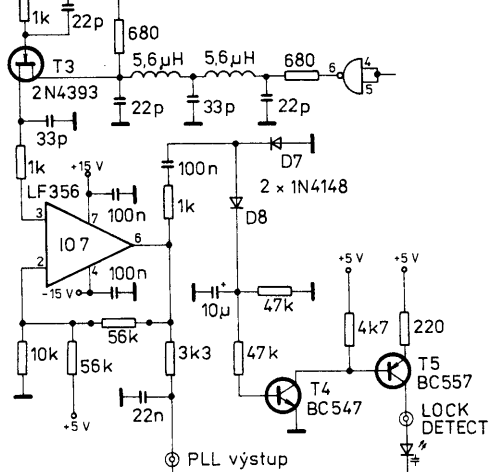 1k
22p
680
5,6µH
5,6µH
680
6
4
5
T3
2N4393
22p
33p
22p
33p
1k
+15 V
100n
D7
2 × 1N4148
LF356
100n
1k
D8
3
7
IO 7
6
2
4
100n
-15 V
10µ
+
47k
+5 V
+5 V
56k
4k7
220
10k
56k
3k3
47k
T4
BC547
T5
BC557
22n
+5 V
LOCK
DETECT
PLL výstup